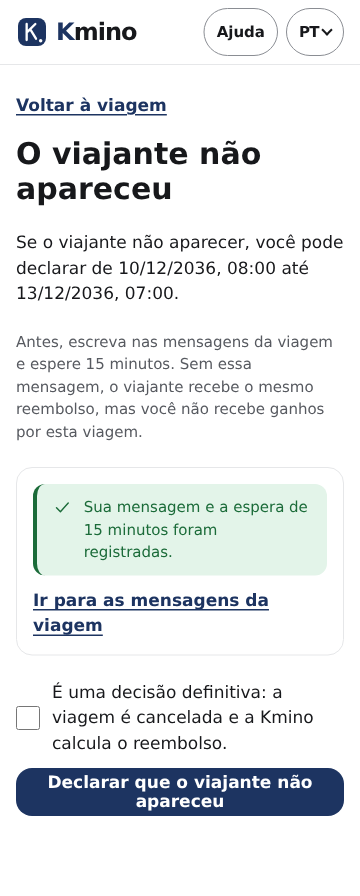 K. Kmino
Ajuda
PT
Voltar à viagem
O viajante não
apareceu
Se o viajante não aparecer, você pode
declarar de 10/12/2036, 08:00 até
13/12/2036, 07:00.
Antes, escreva nas mensagens da viagem
e espere 15 minutos. Sem essa
mensagem, o viajante recebe o mesmo
reembolso, mas você não recebe ganhos
por esta viagem.
Sua mensagem e a espera de
15 minutos foram
registradas.
Ir para as mensagens da
viagem
É uma decisão definitiva: a
viagem é cancelada e a Kmino
calcula o reembolso.
Declarar que o viajante não
apareceu